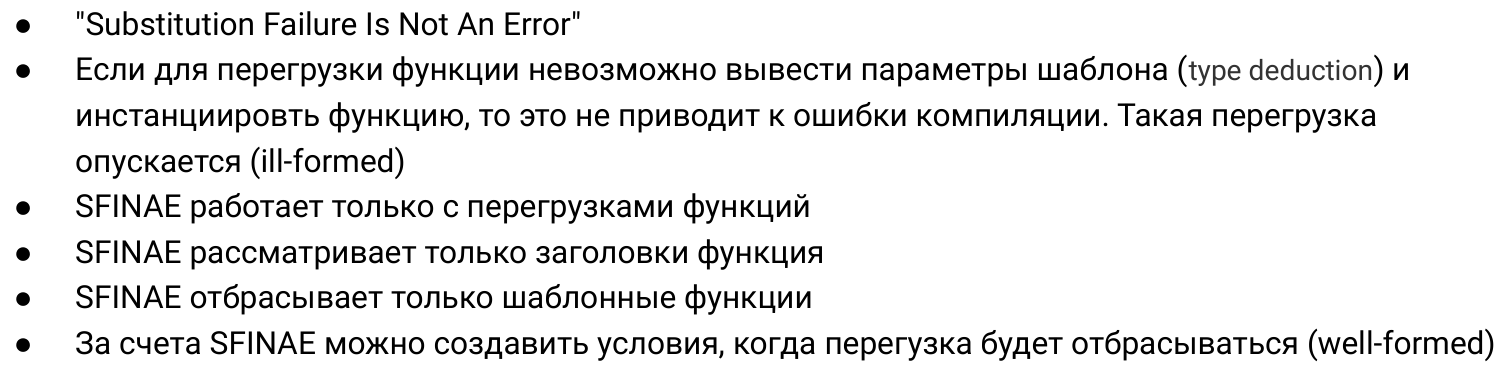 ● "Substitution Failure Is Not An Error"
● Если для перегрузки функции невозможно вывести параметры шаблона (type deduction) и
инстанциировть функцию, то это не приводит к ошибки компиляции. Такая перегрузка
опускается (ill-formed)
● SFINAE работает только с перегрузками функций
● SFINAE рассматривает только заголовки функция
● SFINAE отбрасывает только шаблонные функции
● За счета SFINAE можно создавить условия, когда перегузка будет отбрасываться (well-formed)